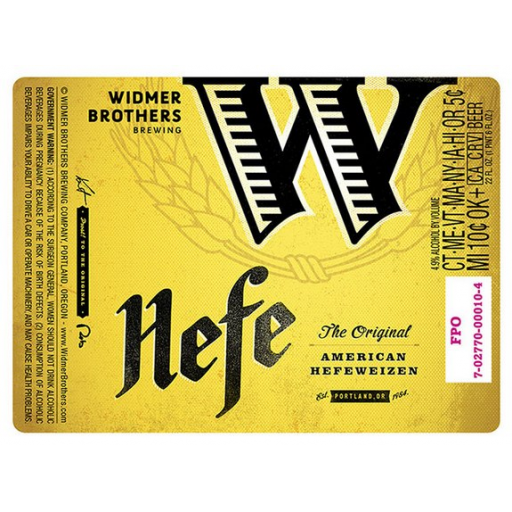 WIDMER
BROTHERS
BREWING
W
Hefe
The Original
AMERICAN
HEFEWEIZEN
Est. PORTLAND, OR 1984.
© WIDMER BROTHERS BREWING COMPANY, PORTLAND, OREGON - www.WidmerBrothers.com
GOVERNMENT WARNING: (1) ACCORDING TO THE SURGEON GENERAL, WOMEN SHOULD NOT DRINK ALCOHOLIC
BEVERAGES DURING PREGNANCY BECAUSE OF THE RISK OF BIRTH DEFECTS. (2) CONSUMPTION OF ALCOHOLIC
BEVERAGES IMPAIRS YOUR ABILITY TO DRIVE A CAR OR OPERATE MACHINERY, AND MAY CAUSE HEALTH PROBLEMS.
TO THE ORIGINAL
Rob
4.9% ALCOHOL BY VOLUME
CT·ME·VT·MA·NY·IA·HI·OR·5¢
MI 10¢ OK+ CA CRV BEER
22 FL OZ (1 PINT 6 FL OZ)
FPO
7-02770-00010-4